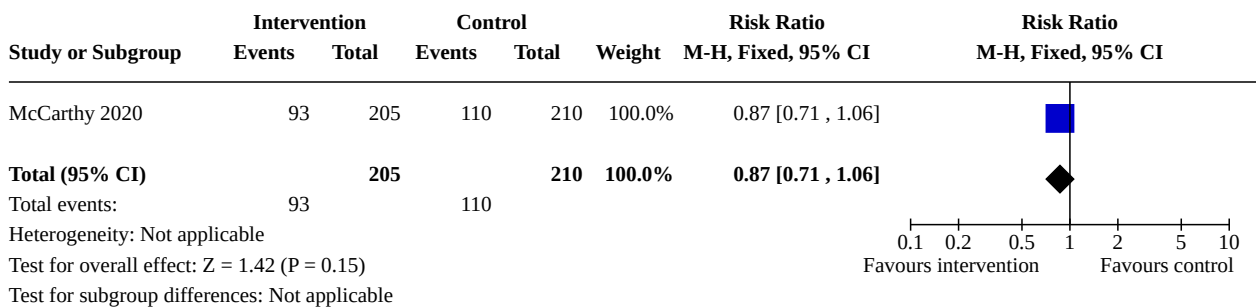 Intervention Control Risk Ratio Risk Ratio
Study or Subgroup Events Total Events Total Weight M-H, Fixed, 95% CI M-H, Fixed, 95% CI
McCarthy 2020 93 205 110 210 100.0% 0.87 [0.71 , 1.06]
Total (95% CI) 205 210 100.0% 0.87 [0.71 , 1.06]
Total events: 93 110
Heterogeneity: Not applicable
0.1 0.2 0.5 1 2 5 10
Test for overall effect: Z = 1.42 (P = 0.15) Favours intervention Favours control
Test for subgroup differences: Not applicable